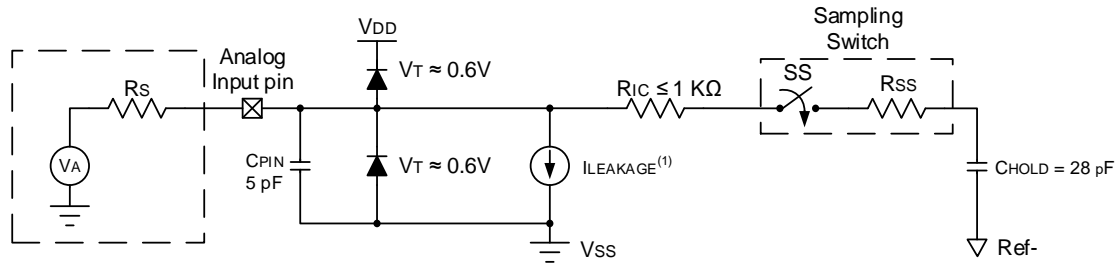 Sampling
Switch
VDD
Analog
Input pin
VT ≈ 0.6V
RS
RIC ≤ 1 KΩ
SS
RSS
VA
CPIN
5 pF
VT ≈ 0.6V
ILEAKAGE(1)
CHOLD = 28 pF
VSS
Ref-